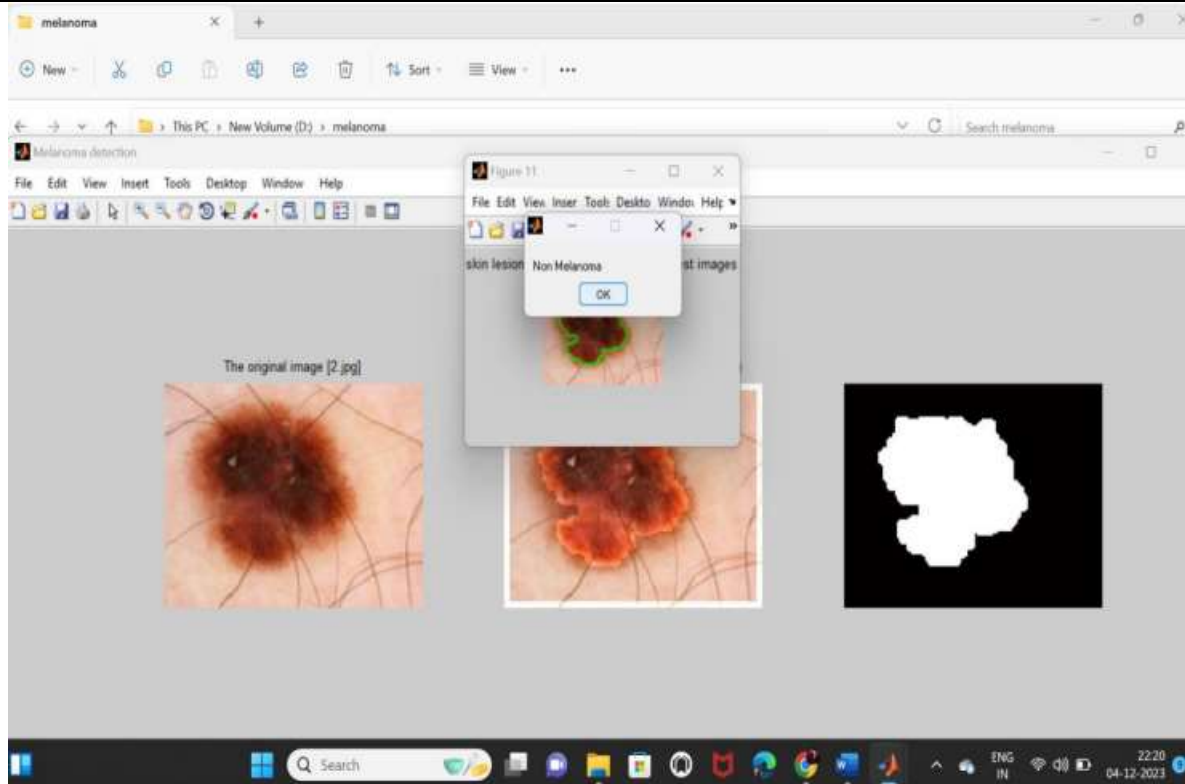 melanoma
New
Sort
View
This PC > New Volume (D:) > melanoma
Search melanoma
Melanoma detection
File Edit View Insert Tools Desktop Window Help
Figure 11
File Edit View Inser Tools Deskto Window Help
skin lesion
st images
Non Melanoma
OK
The original image [2.jpg]
Search
ENG
IN
22:20
04-12-2023